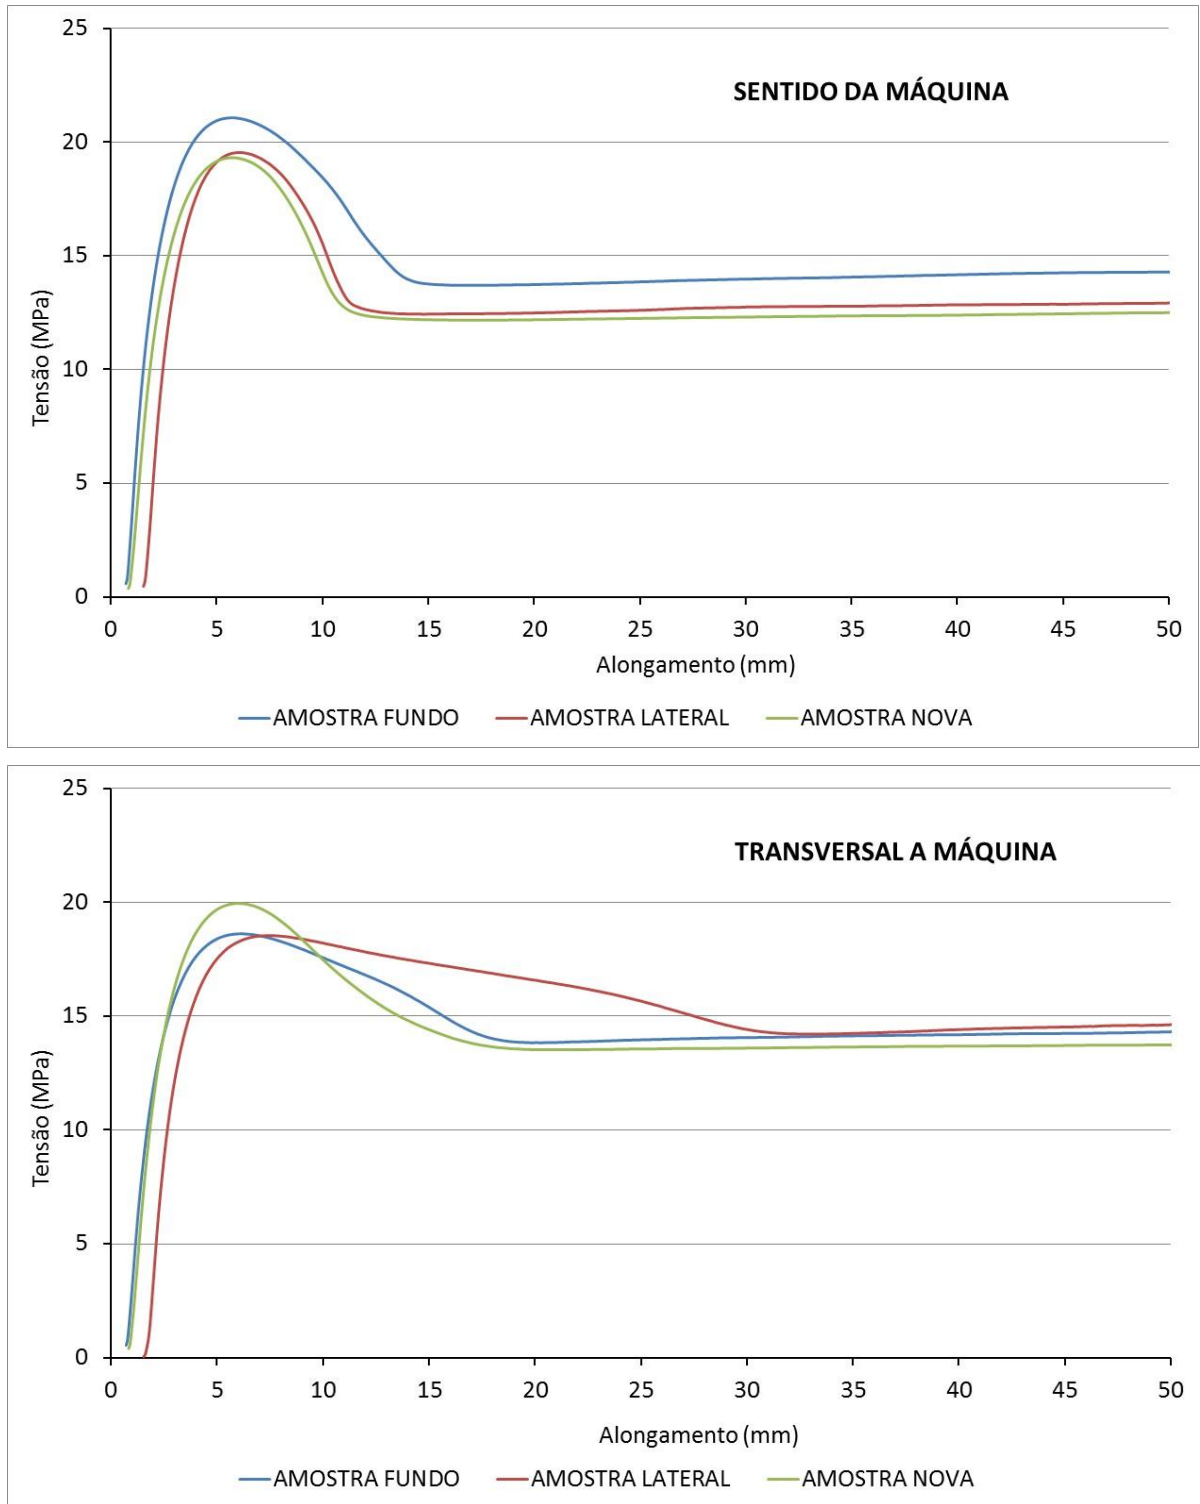 25
SENTIDO DA MÁQUINA
20
15
10
5
0
Tensão (MPa)
0 5 10 15 20 25 30 35 40 45 50
Alongamento (mm)
AMOSTRA FUNDO AMOSTRA LATERAL AMOSTRA NOVA
25
TRANSVERSAL A MÁQUINA
20
15
10
5
0
Tensão (MPa)
0 5 10 15 20 25 30 35 40 45 50
Alongamento (mm)
AMOSTRA FUNDO AMOSTRA LATERAL AMOSTRA NOVA